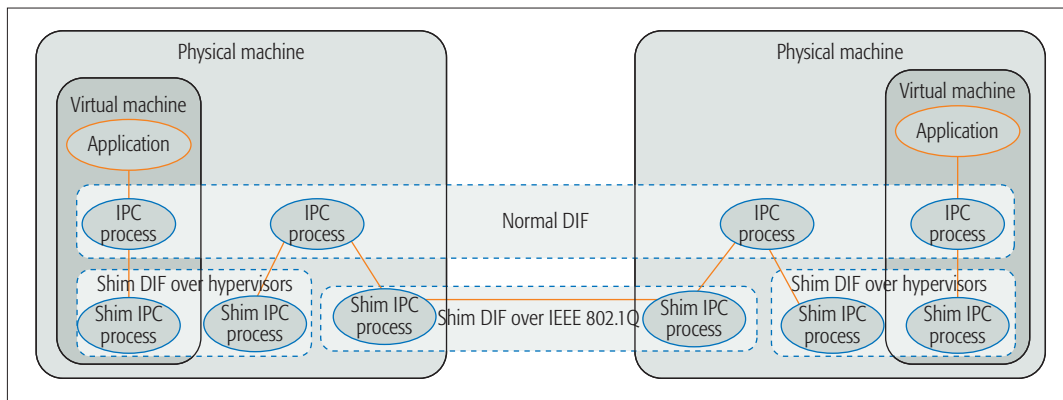 Physical machine
Physical machine
Virtual machine
Virtual machine
Application
Application
IPC
process
IPC
process
Normal DIF
IPC
process
IPC
process
Shim DIF over hypervisors
Shim DIF over hypervisors
Shim IPC
process
Shim IPC
process
Shim IPC
process
Shim DIF over IEEE 802.1Q
Shim IPC
process
Shim IPC
process
Shim IPC
process